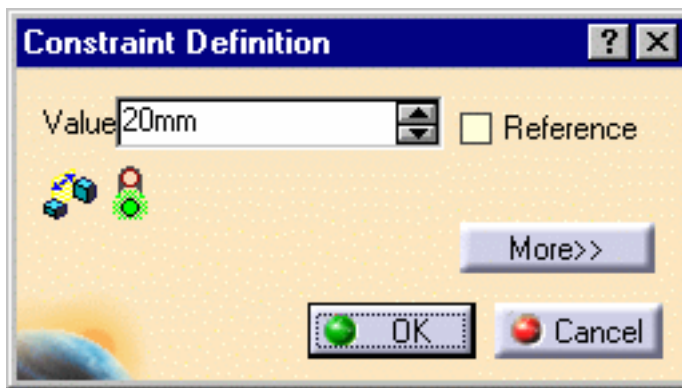 Constraint Definition ? X
Value 20mm Reference
More>>
OK Cancel